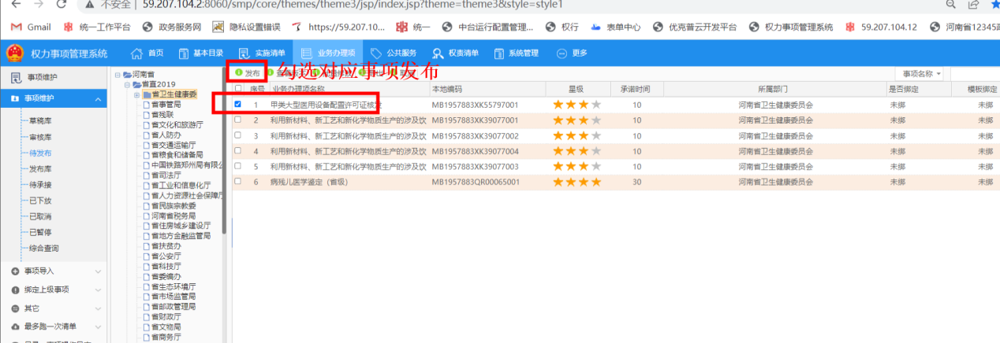 不安全 | 59.207.104.2:8060/smp/core/themes/theme3/jsp/index.jsp?theme=theme3&style=style1
Gmail 统一工作平台 政务服务网 隐私设置错误 https://59.207.10... 统一 中台运行配置管理... 权行 表单中心 优克普云开发平台 权力事项管理系统 59.207.104.12 河南省12345政
权力事项管理系统 首页 基本目录 实施清单 业务办理项 公共服务 权责清单 系统管理 更多
事项维护
事项维护
草稿库
审核库
待发布
发布库
待承接
已下放
已取消
已暂停
综合查询
事项导入
绑定上级事项
其它
最多跑一次清单
河南省
省直2019
省卫生健康委
省事管局
省残联
省文化和旅游厅
省人防办
省交通运输厅
省粮食和储备局
中国铁路郑州局有限公
省司法厅
省工业和信息化厅
省人力资源社会保障厅
省民族宗教委
河南省税务局
省住房城乡建设厅
省地方金融监管局
省扶贫办
省公安厅
省科技厅
省委编办
省生态环境厅
省市场监管局
省邮政管理局
省财政厅
省文物局
省商务厅
发布 勾选对应事项发布 事项名称
序号 业务办理项名称 本地编码 星级 承诺时间 所属部门 是否绑定 模板绑定
1 甲类大型医用设备配置许可证核发 MB1957883XK55797001 10 河南省卫生健康委员会 未绑 未绑
2 利用新材料、新工艺和新化学物质生产的涉及饮 MB1957883XK39077001 10 河南省卫生健康委员会 未绑 未绑
3 利用新材料、新工艺和新化学物质生产的涉及饮 MB1957883XK39077002 10 河南省卫生健康委员会 未绑 未绑
4 利用新材料、新工艺和新化学物质生产的涉及饮 MB1957883XK39077004 10 河南省卫生健康委员会 未绑 未绑
5 利用新材料、新工艺和新化学物质生产的涉及饮 MB1957883XK39077003 10 河南省卫生健康委员会 未绑 未绑
6 病残儿医学鉴定（省级） MB1957883QR00065001 30 河南省卫生健康委员会 未绑 未绑